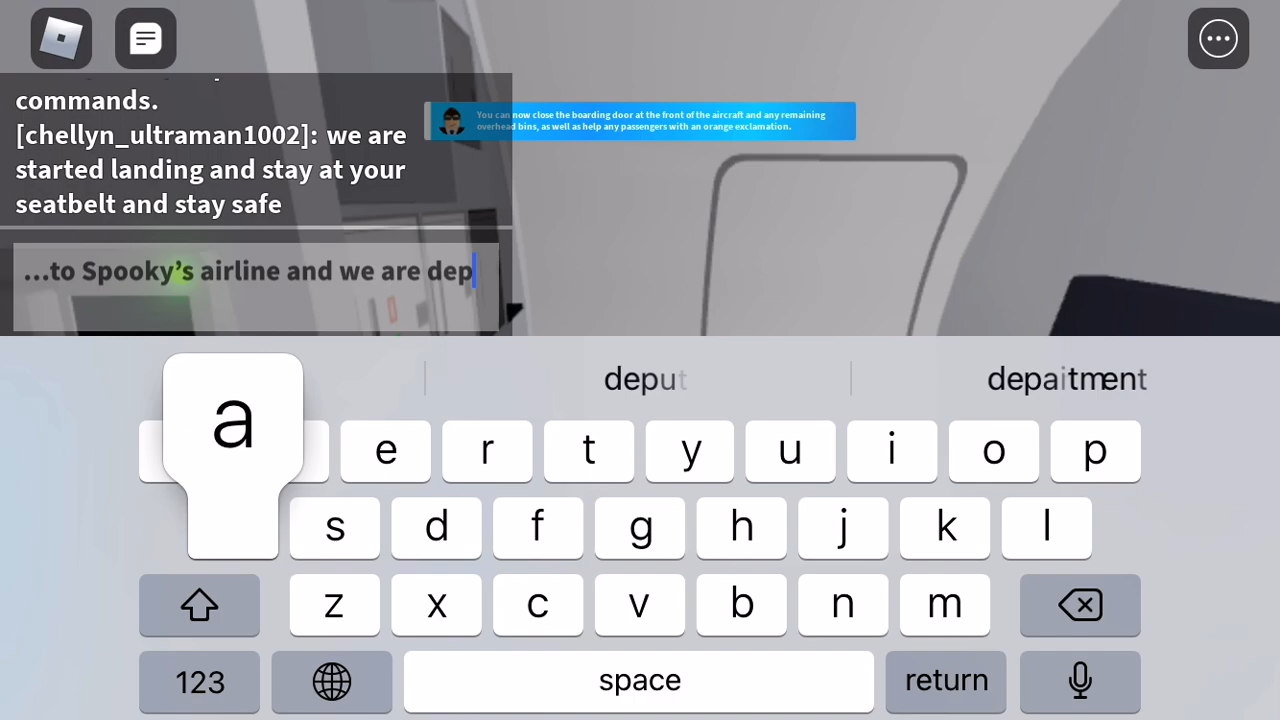 commands.
[chellyn_ultraman1002]: we are
started landing and stay at your
seatbelt and stay safe
You can now close the boarding door at the front of the aircraft and any remaining
overhead bins, as well as help any passengers with an orange exclamation.
...to Spooky’s airline and we are dep
a
e r t y u i o p
s d f g h j k l
z x c v b n m
123 space return